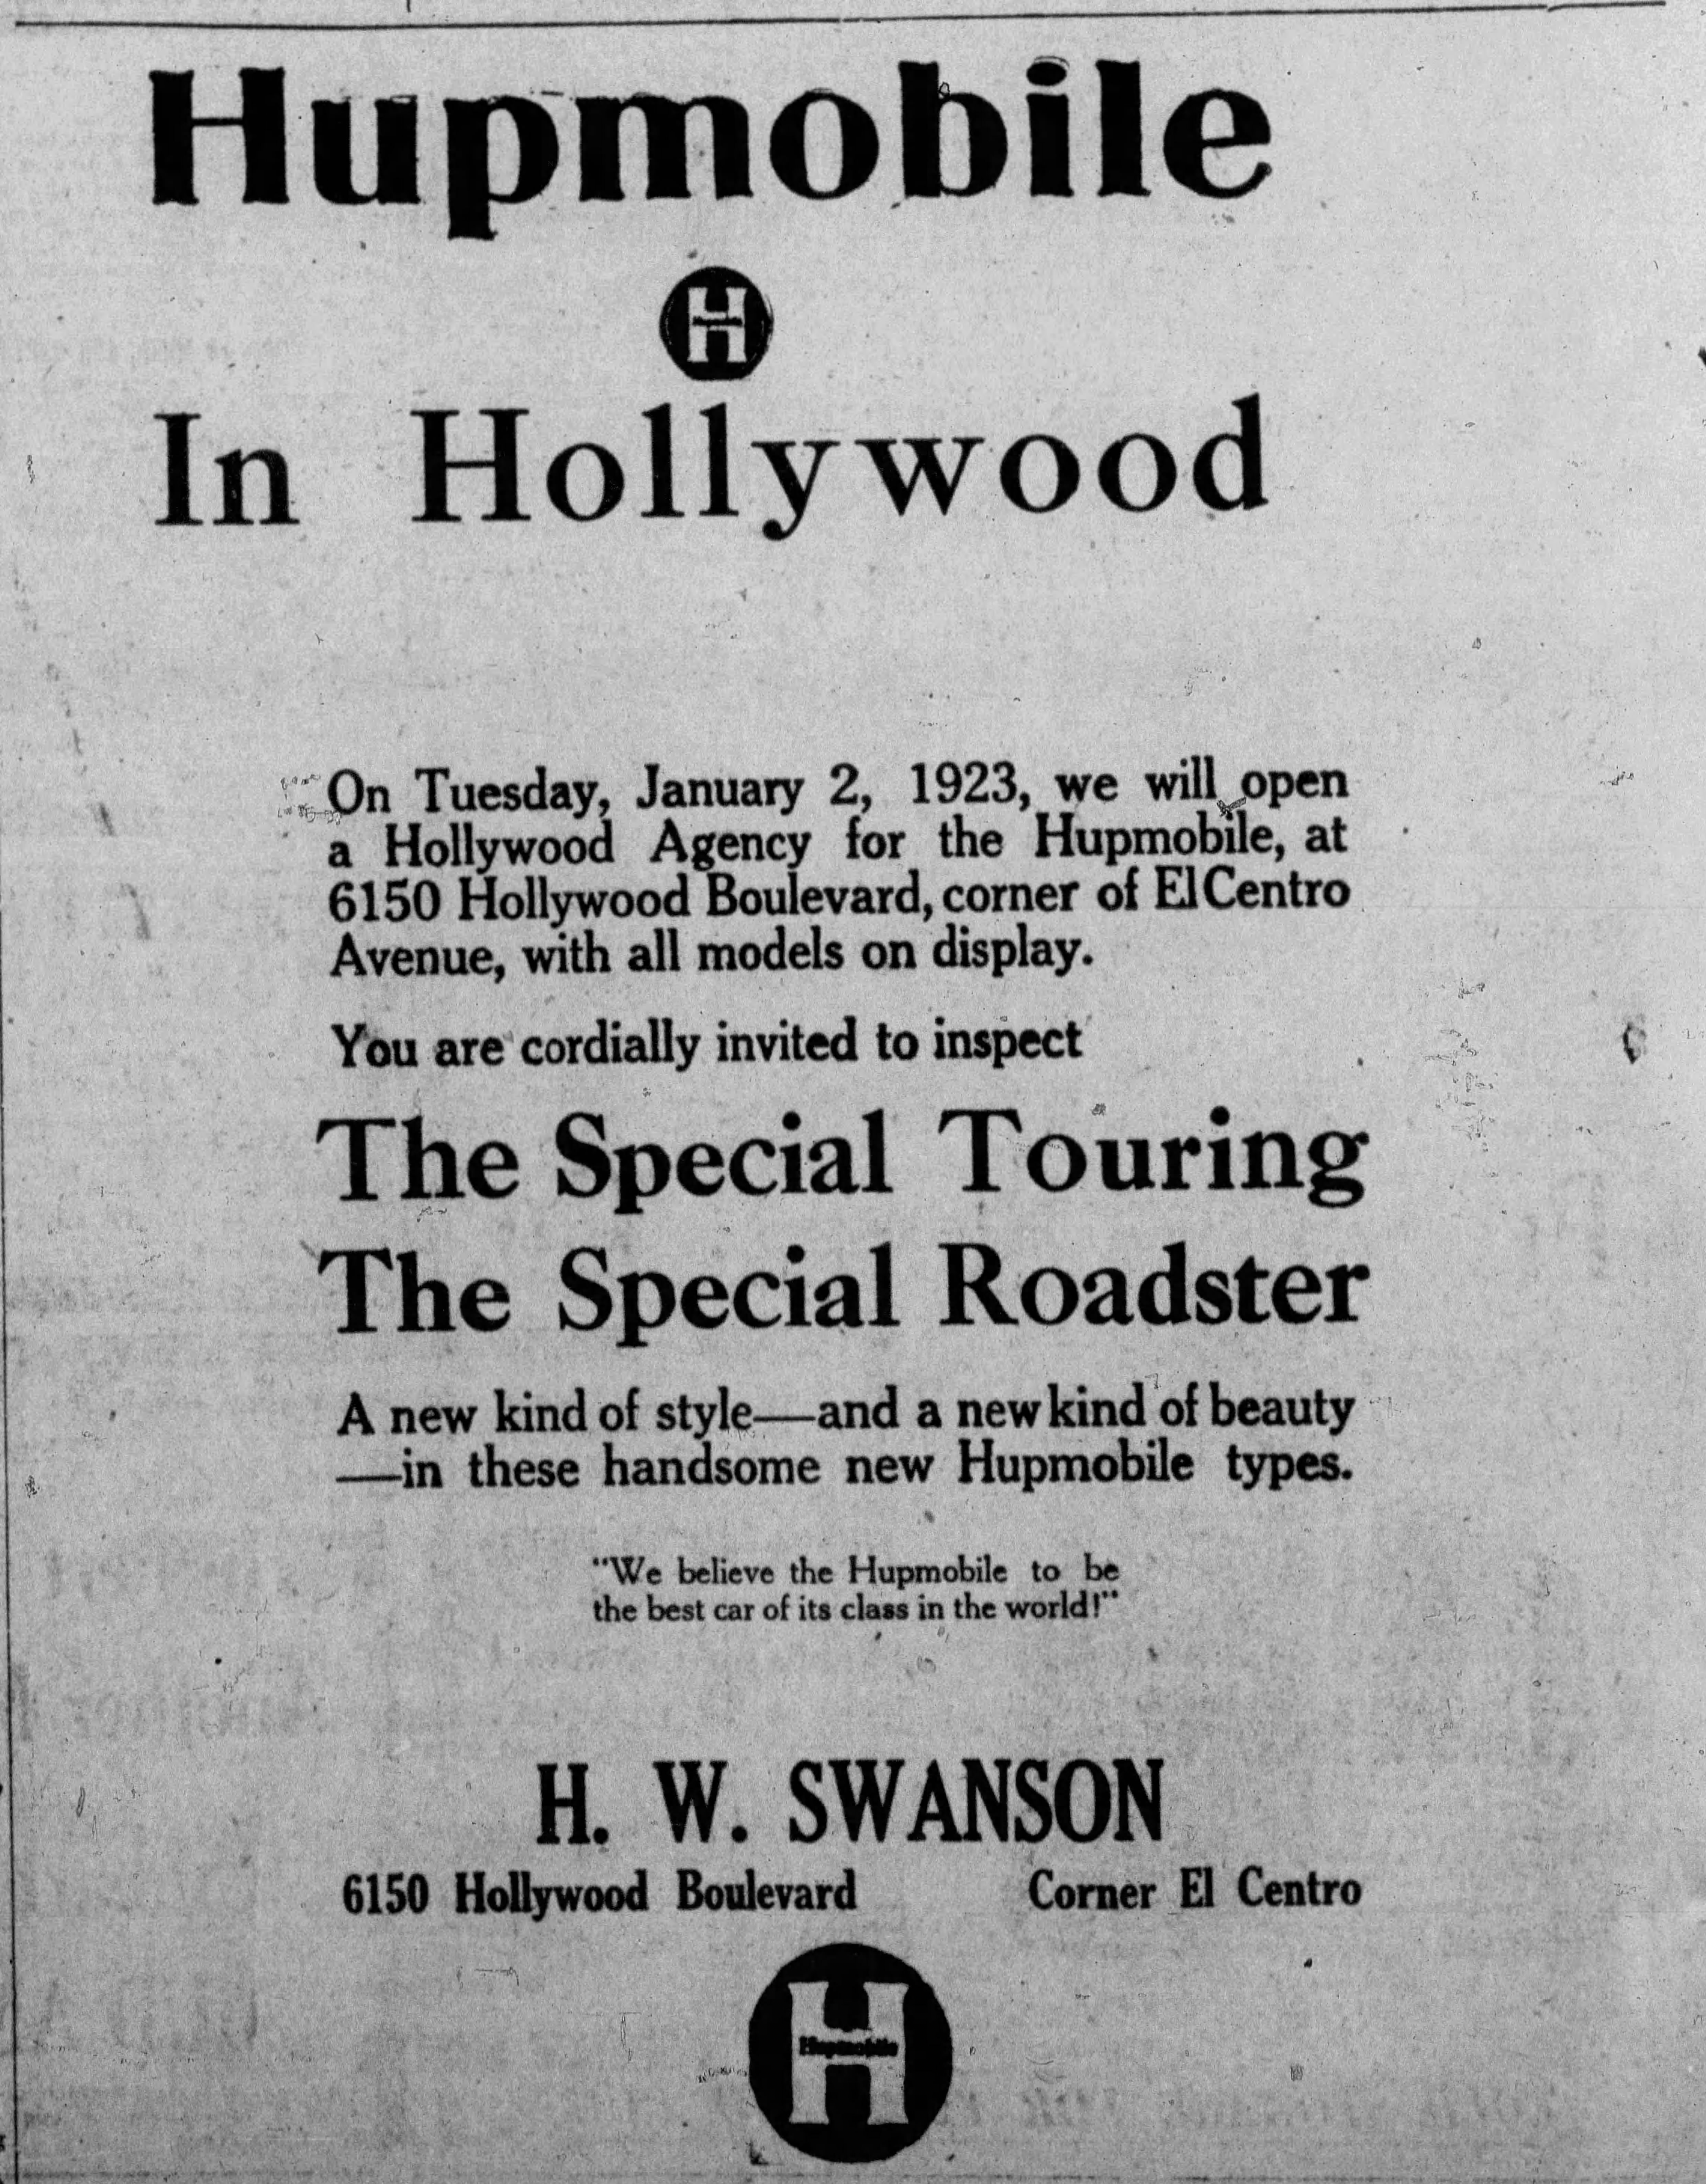 Hupmobile
H
In Hollywood
On Tuesday, January 2, 1923, we will open
a Hollywood Agency for the Hupmobile, at
6150 Hollywood Boulevard, corner of El Centro
Avenue, with all models on display.
You are cordially invited to inspect
The Special Touring
The Special Roadster
A new kind of style—and a new kind of beauty
—in these handsome new Hupmobile types.
"We believe the Hupmobile to be
the best car of its class in the world!"
H. W. SWANSON
6150 Hollywood Boulevard Corner El Centro
H
Hupmobile